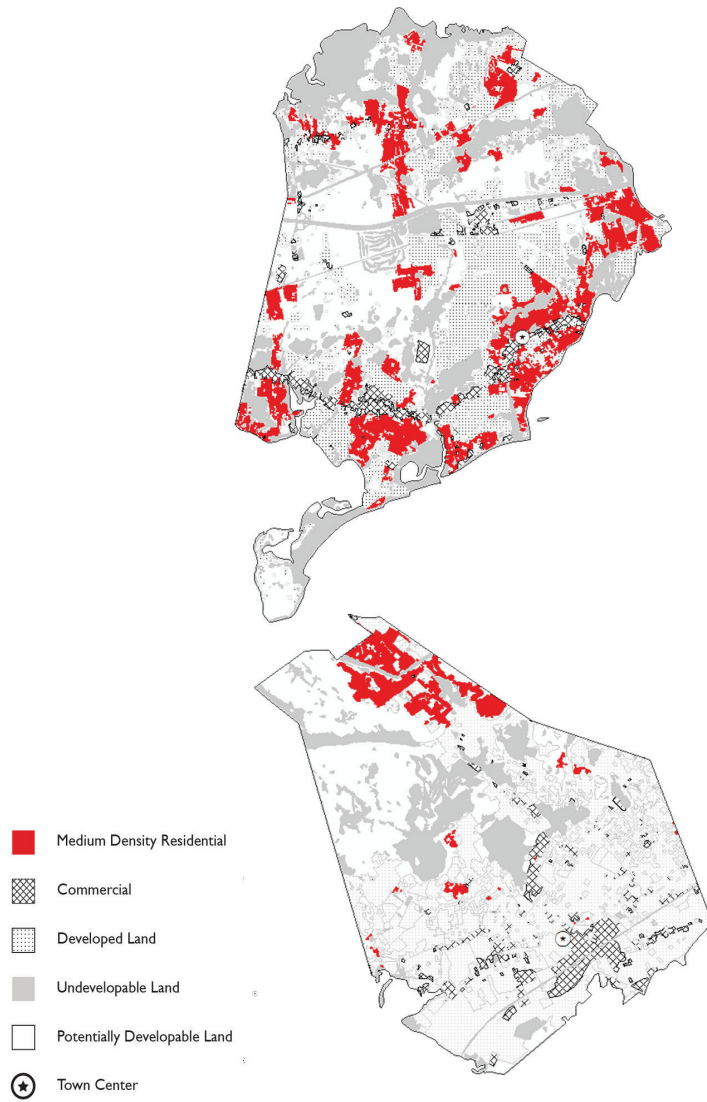 Medium Density Residential
Commercial
Developed Land
Undevelopable Land
Potentially Developable Land
Town Center